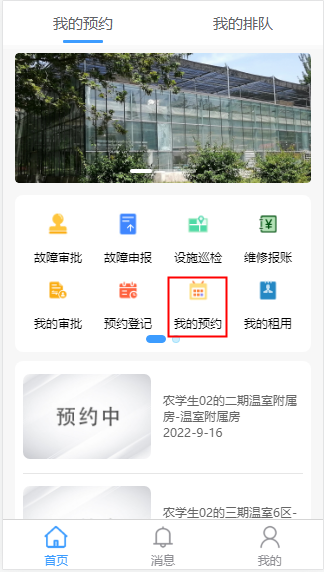 我的预约 我的排队
故障审批 故障申报 设施巡检 维修报账
我的审批 预约登记 我的预约 我的租用
预约中
农学生02的二期温室附属
房-温室附属房
2022-9-16
农学生02的三期温室6区-
首页 消息 我的